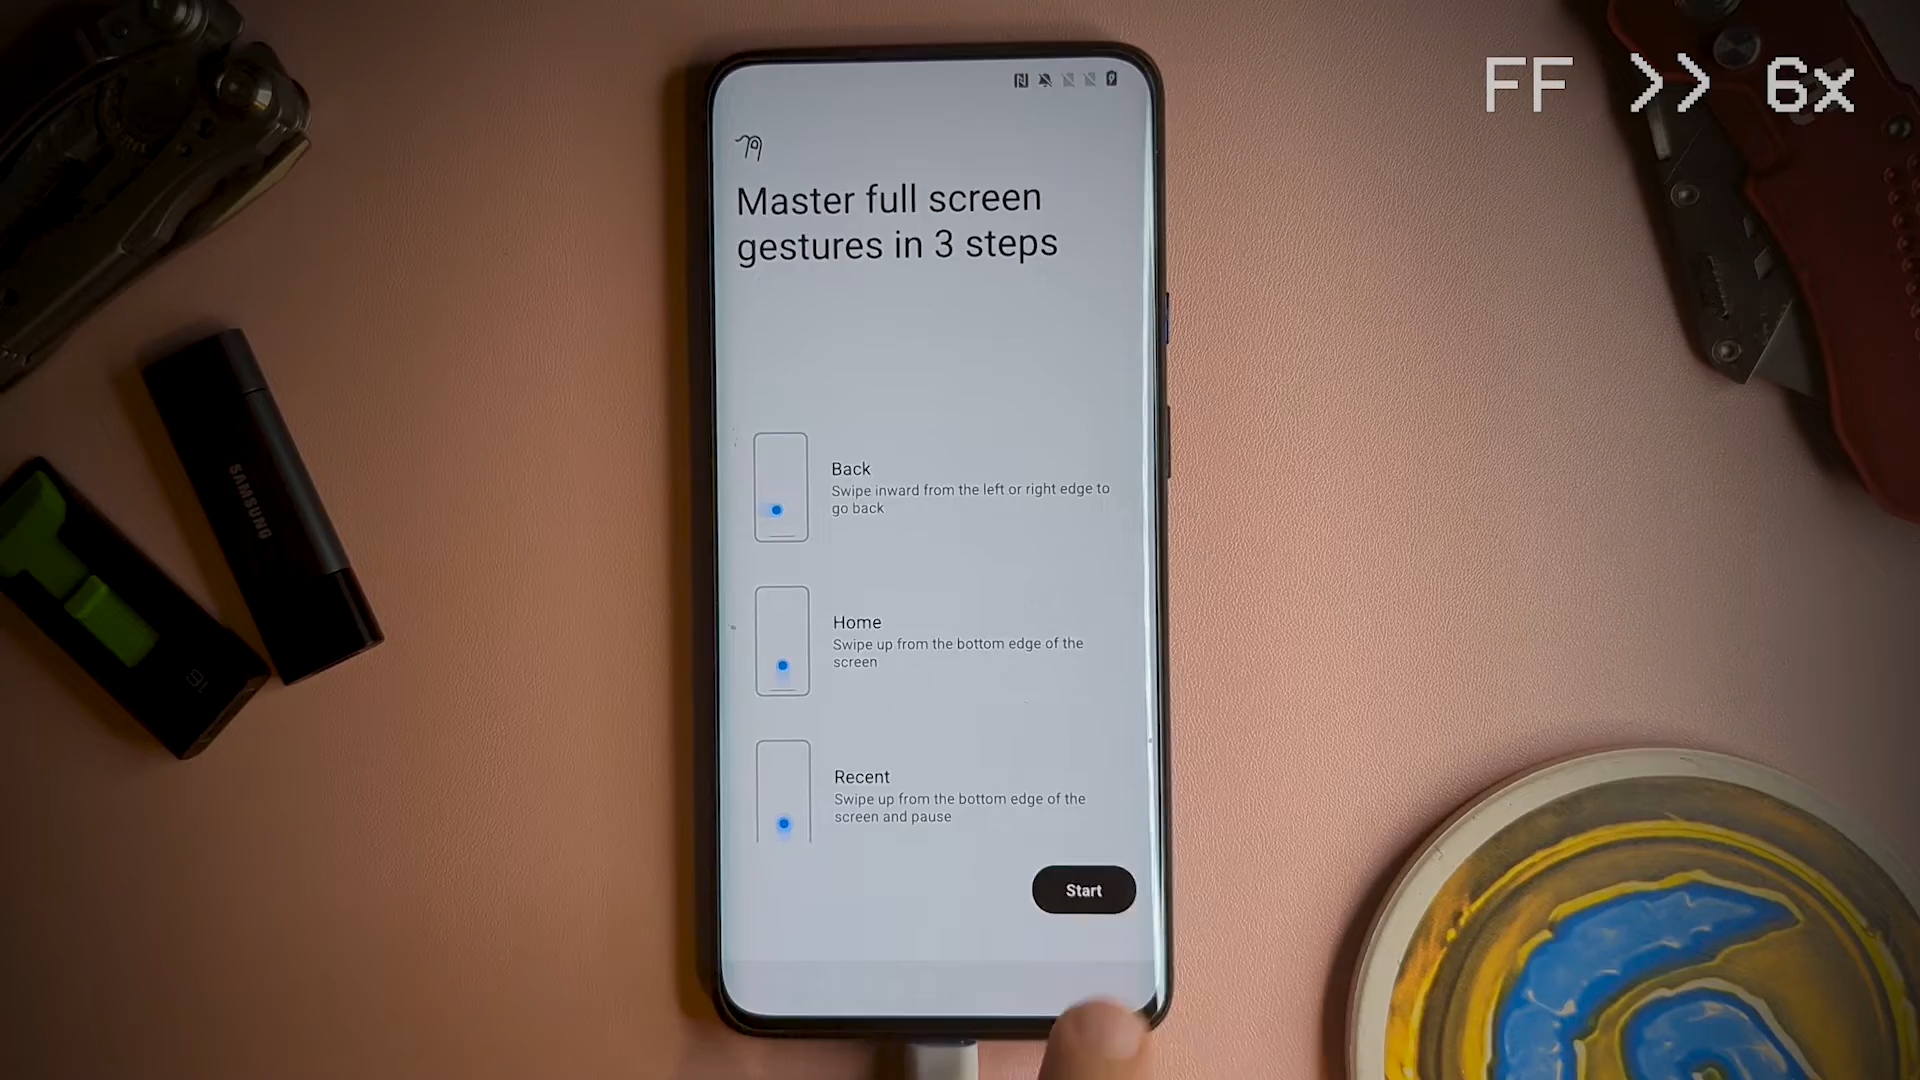 FF >> 6x
Master full screen
gestures in 3 steps
Back
Swipe inward from the left or right edge to
go back
Home
Swipe up from the bottom edge of the
screen
Recent
Swipe up from the bottom edge of the
screen and pause
Start
SAMSUNG
16